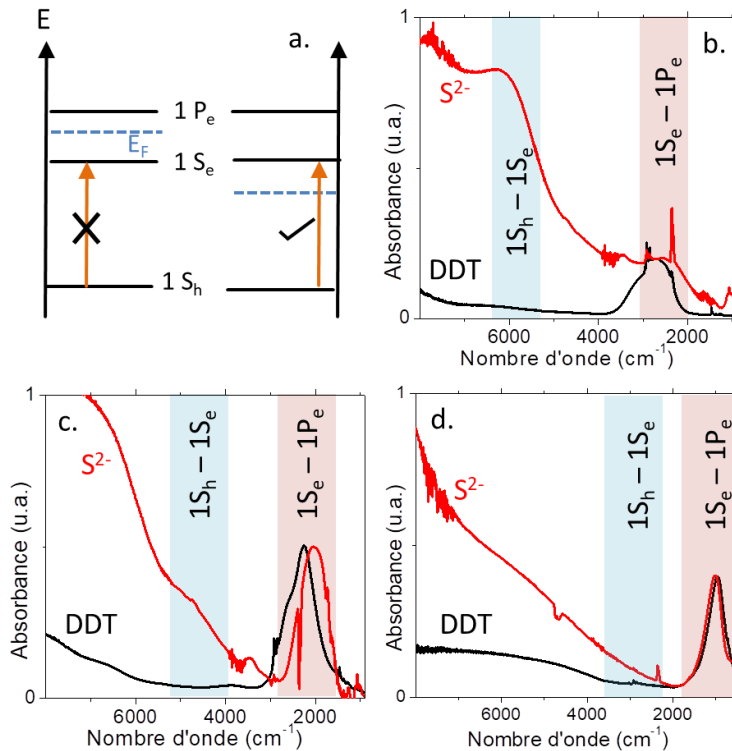 E
a.
1 Pe
EF
1 Se
1 Sh
b.
1
S2-
1Sh – 1Se
1Se – 1Pe
DDT
Absorbance (u.a.)
0
6000
4000
2000
Nombre d'onde (cm-1)
c.
1
S2-
1Sh – 1Se
1Se – 1Pe
DDT
Absorbance (u.a.)
0
6000
4000
2000
Nombre d'onde (cm-1)
d.
1
S2-
1Sh – 1Se
1Se – 1Pe
DDT
Absorbance (u.a.)
0
6000
4000
2000
Nombre d'onde (cm-1)